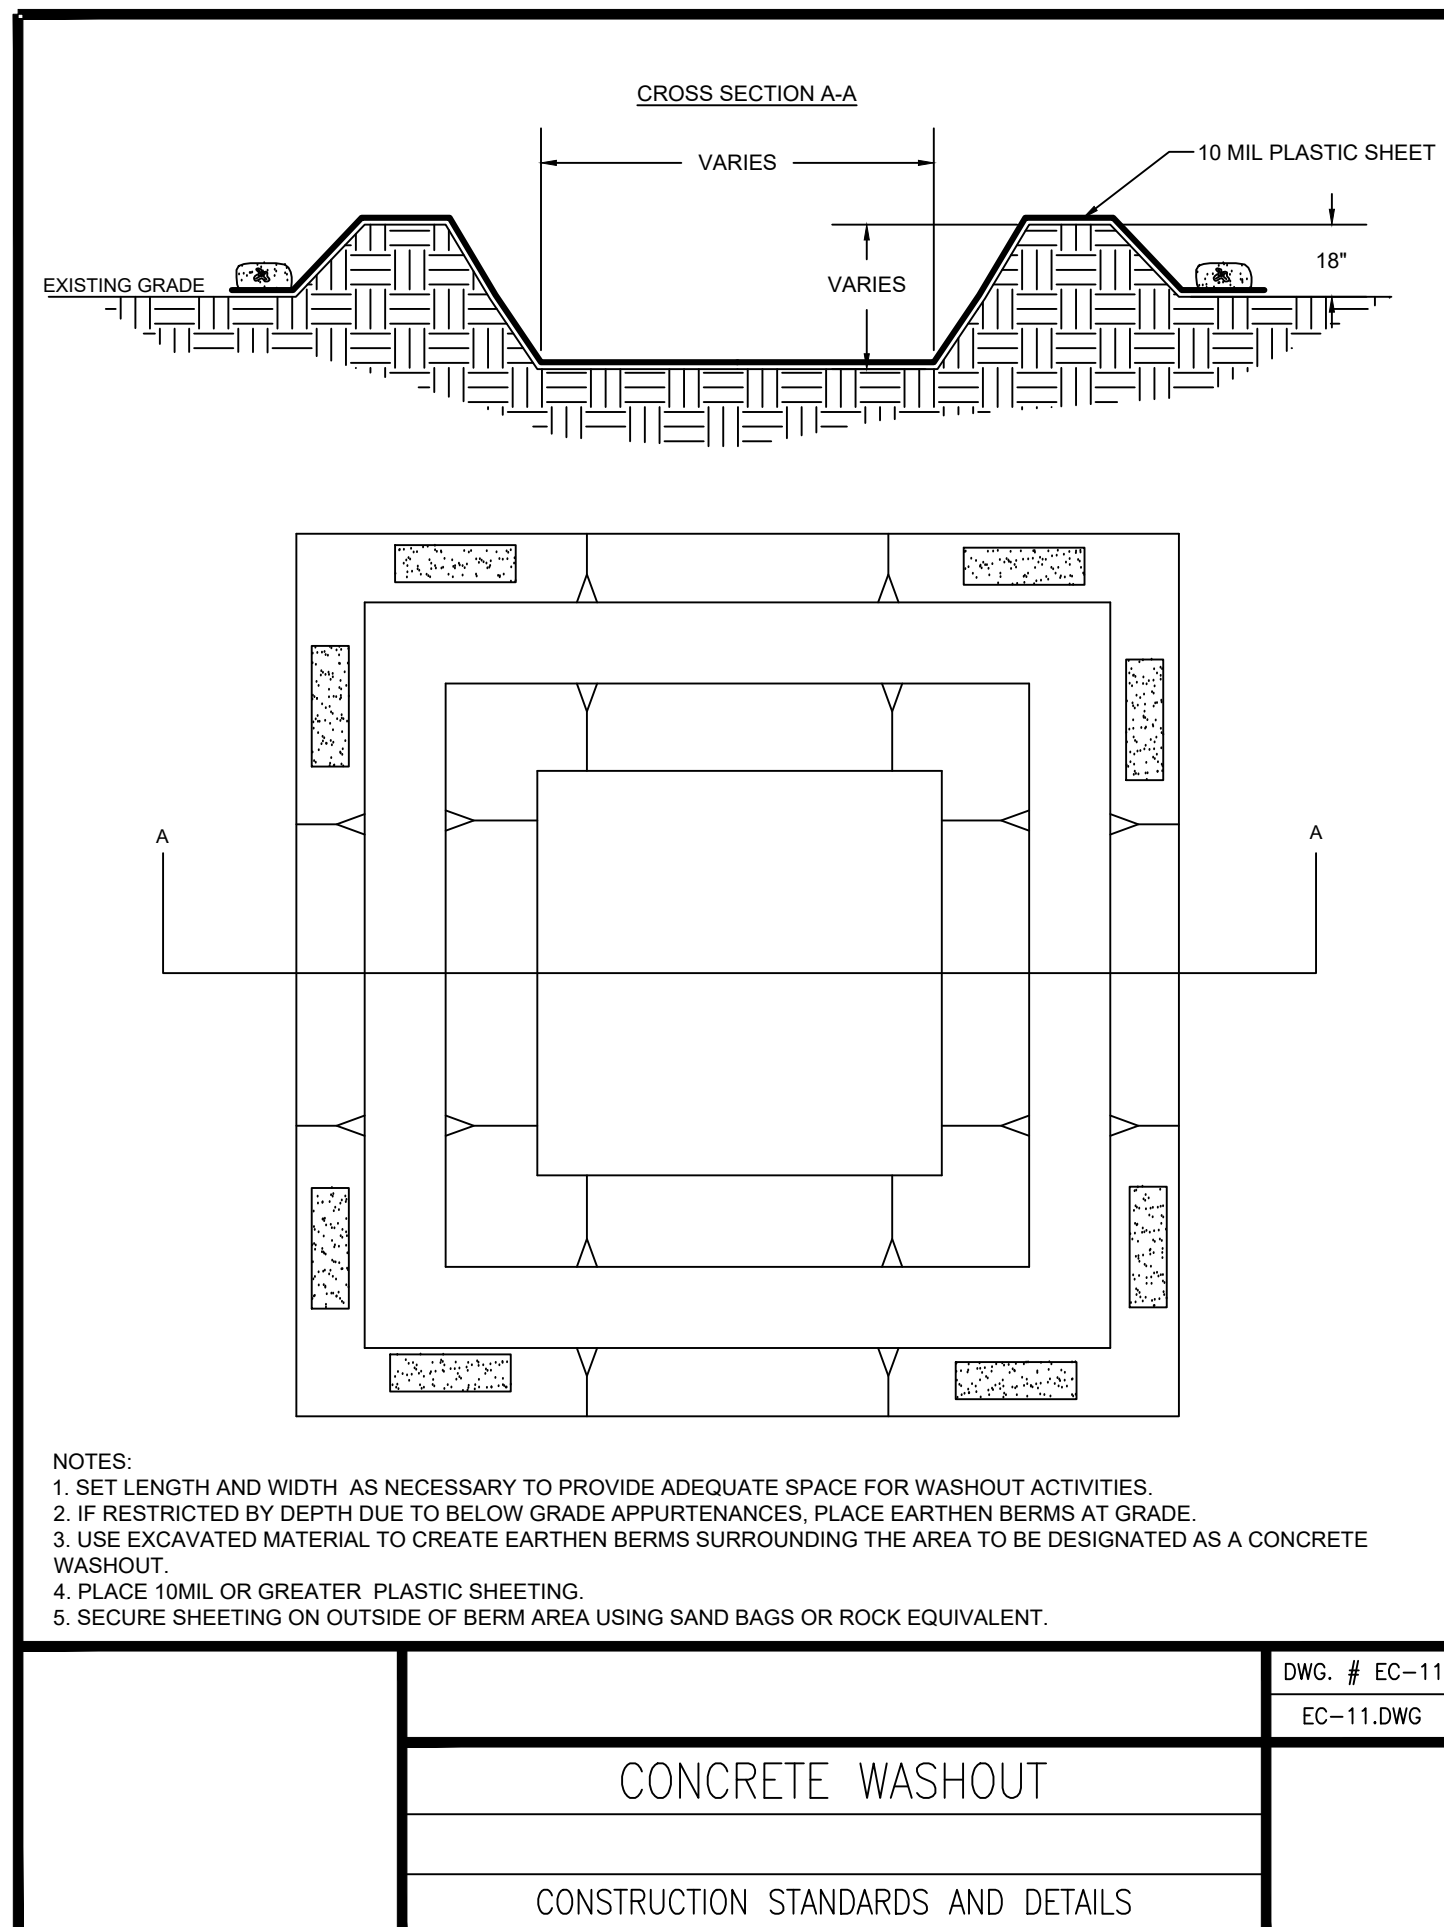 CROSS SECTION A-A
VARIES
10 MIL PLASTIC SHEET
18"
VARIES
EXISTING GRADE
A
A
NOTES:
1. SET LENGTH AND WIDTH  AS NECESSARY TO PROVIDE ADEQUATE SPACE FOR WASHOUT ACTIVITIES.
2. IF RESTRICTED BY DEPTH DUE TO BELOW GRADE APPURTENANCES, PLACE EARTHEN BERMS AT GRADE.
3. USE EXCAVATED MATERIAL TO CREATE EARTHEN BERMS SURROUNDING THE AREA TO BE DESIGNATED AS A CONCRETE
WASHOUT.
4. PLACE 10MIL OR GREATER  PLASTIC SHEETING.
5. SECURE SHEETING ON OUTSIDE OF BERM AREA USING SAND BAGS OR ROCK EQUIVALENT.
DWG. # EC-11
EC-11.DWG
CONCRETE WASHOUT
CONSTRUCTION STANDARDS AND DETAILS